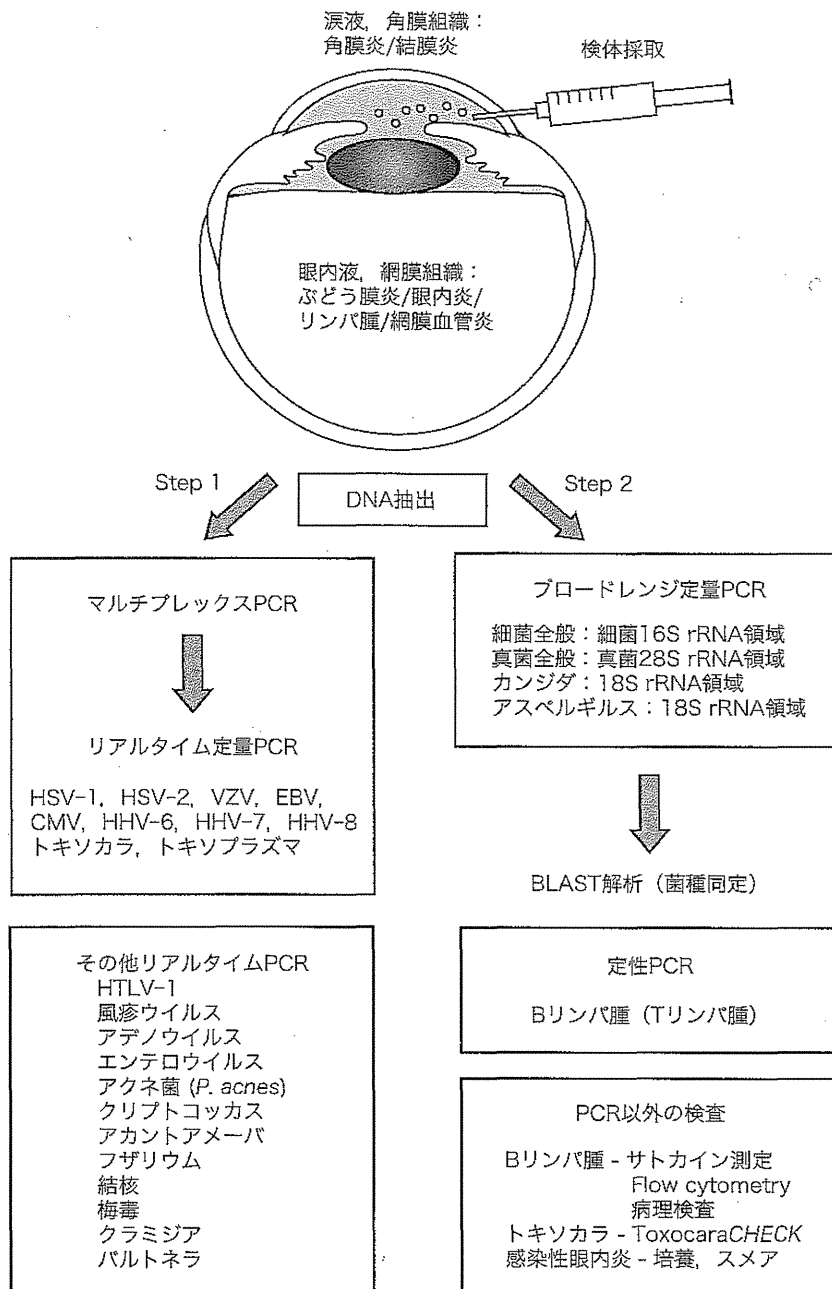 涙液，角膜組織：
角膜炎/結膜炎
検体採取
眼内液，網膜組織：
ぶどう膜炎/眼内炎/
リンパ腫/網膜血管炎
Step 1
DNA抽出
Step 2
マルチプレックスPCR
リアルタイム定量PCR
HSV-1，HSV-2，VZV，EBV，
CMV，HHV-6，HHV-7，HHV-8
トキソカラ，トキソプラズマ
ブロードレンジ定量PCR
細菌全般：細菌16S rRNA領域
真菌全般：真菌28S rRNA領域
カンジダ：18S rRNA領域
アスペルギルス：18S rRNA領域
BLAST解析（菌種同定）
その他リアルタイムPCR
HTLV-1
風疹ウイルス
アデノウイルス
エンテロウイルス
アクネ菌 (P. acnes)
クリプトコッカス
アカントアメーバ
フザリウム
結核
梅毒
クラミジア
バルトネラ
定性PCR
Bリンパ腫（Tリンパ腫）
PCR以外の検査
Bリンパ腫 - サトカイン測定
Flow cytometry
病理検査
トキソカラ - ToxocaraCHECK
感染性眼内炎 - 培養，スメア